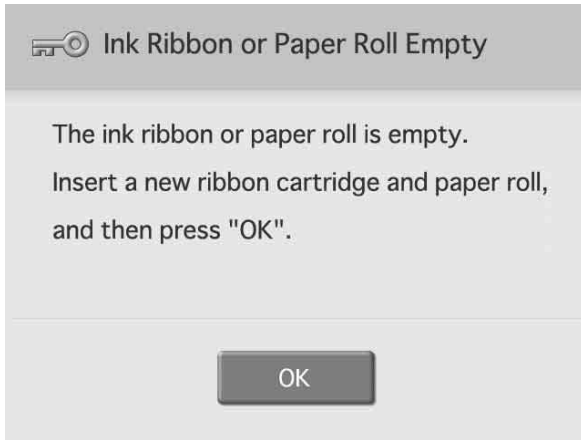 Ink Ribbon or Paper Roll Empty
The ink ribbon or paper roll is empty.
Insert a new ribbon cartridge and paper roll,
and then press "OK".
OK